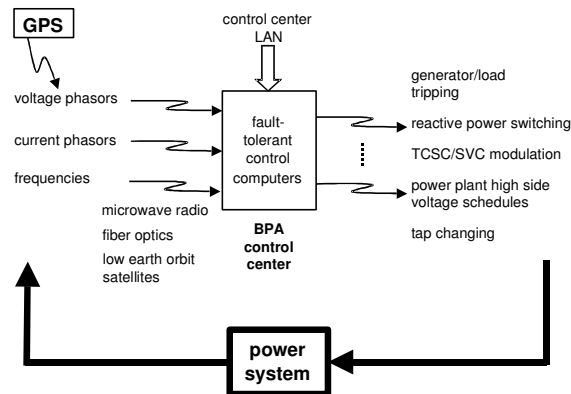 GPS
control center
LAN
voltage phasors
current phasors
frequencies
microwave radio
fiber optics
low earth orbit
satellites
fault-
tolerant
control
computers
BPA
control
center
generator/load
tripping
reactive power switching
TCSC/SVC modulation
power plant high side
voltage schedules
tap changing
power
system